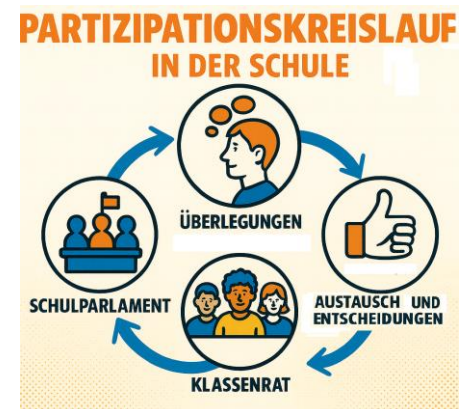 PARTIZIPATIONSKREISLAUF
IN DER SCHULE
ÜBERLEGUNGEN
AUSTAUSCH UND
ENTSCHEIDUNGEN
KLASSENRAT
SCHULPARLAMENT